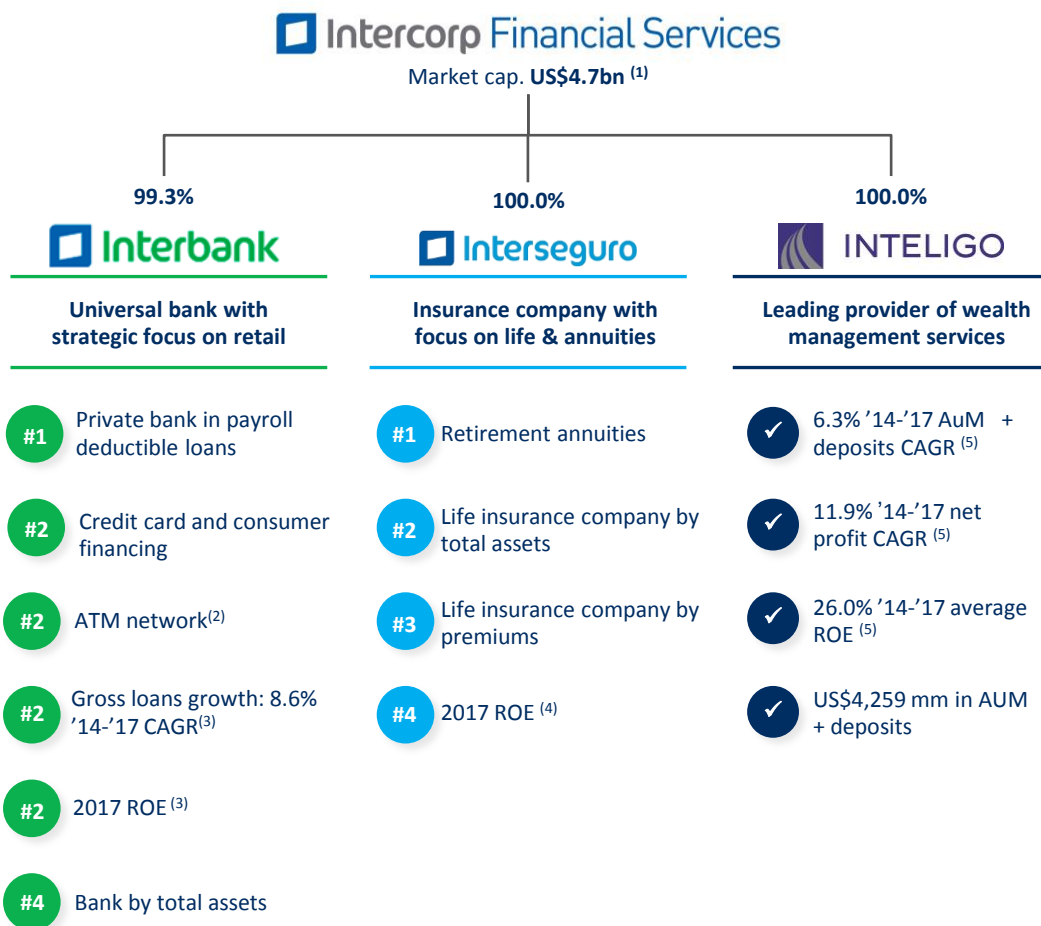 Intercorp Financial Services
Market cap. US$4.7bn (1)
99.3%
Interbank
Universal bank with
strategic focus on retail
#1 Private bank in payroll
deductible loans
#2 Credit card and consumer
financing
#2 ATM network(2)
#2 Gross loans growth: 8.6%
’14-’17 CAGR(3)
#2 2017 ROE (3)
#4 Bank by total assets
100.0%
Interseguro
Insurance company with
focus on life & annuities
#1 Retirement annuities
#2 Life insurance company by
total assets
#3 Life insurance company by
premiums
#4 2017 ROE (4)
100.0%
INTELIGO
Leading provider of wealth
management services
✓ 6.3% ’14-’17 AuM +
deposits CAGR (5)
✓ 11.9% ’14-’17 net
profit CAGR (5)
✓ 26.0% ’14-’17 average
ROE (5)
✓ US$4,259 mm in AUM
+ deposits